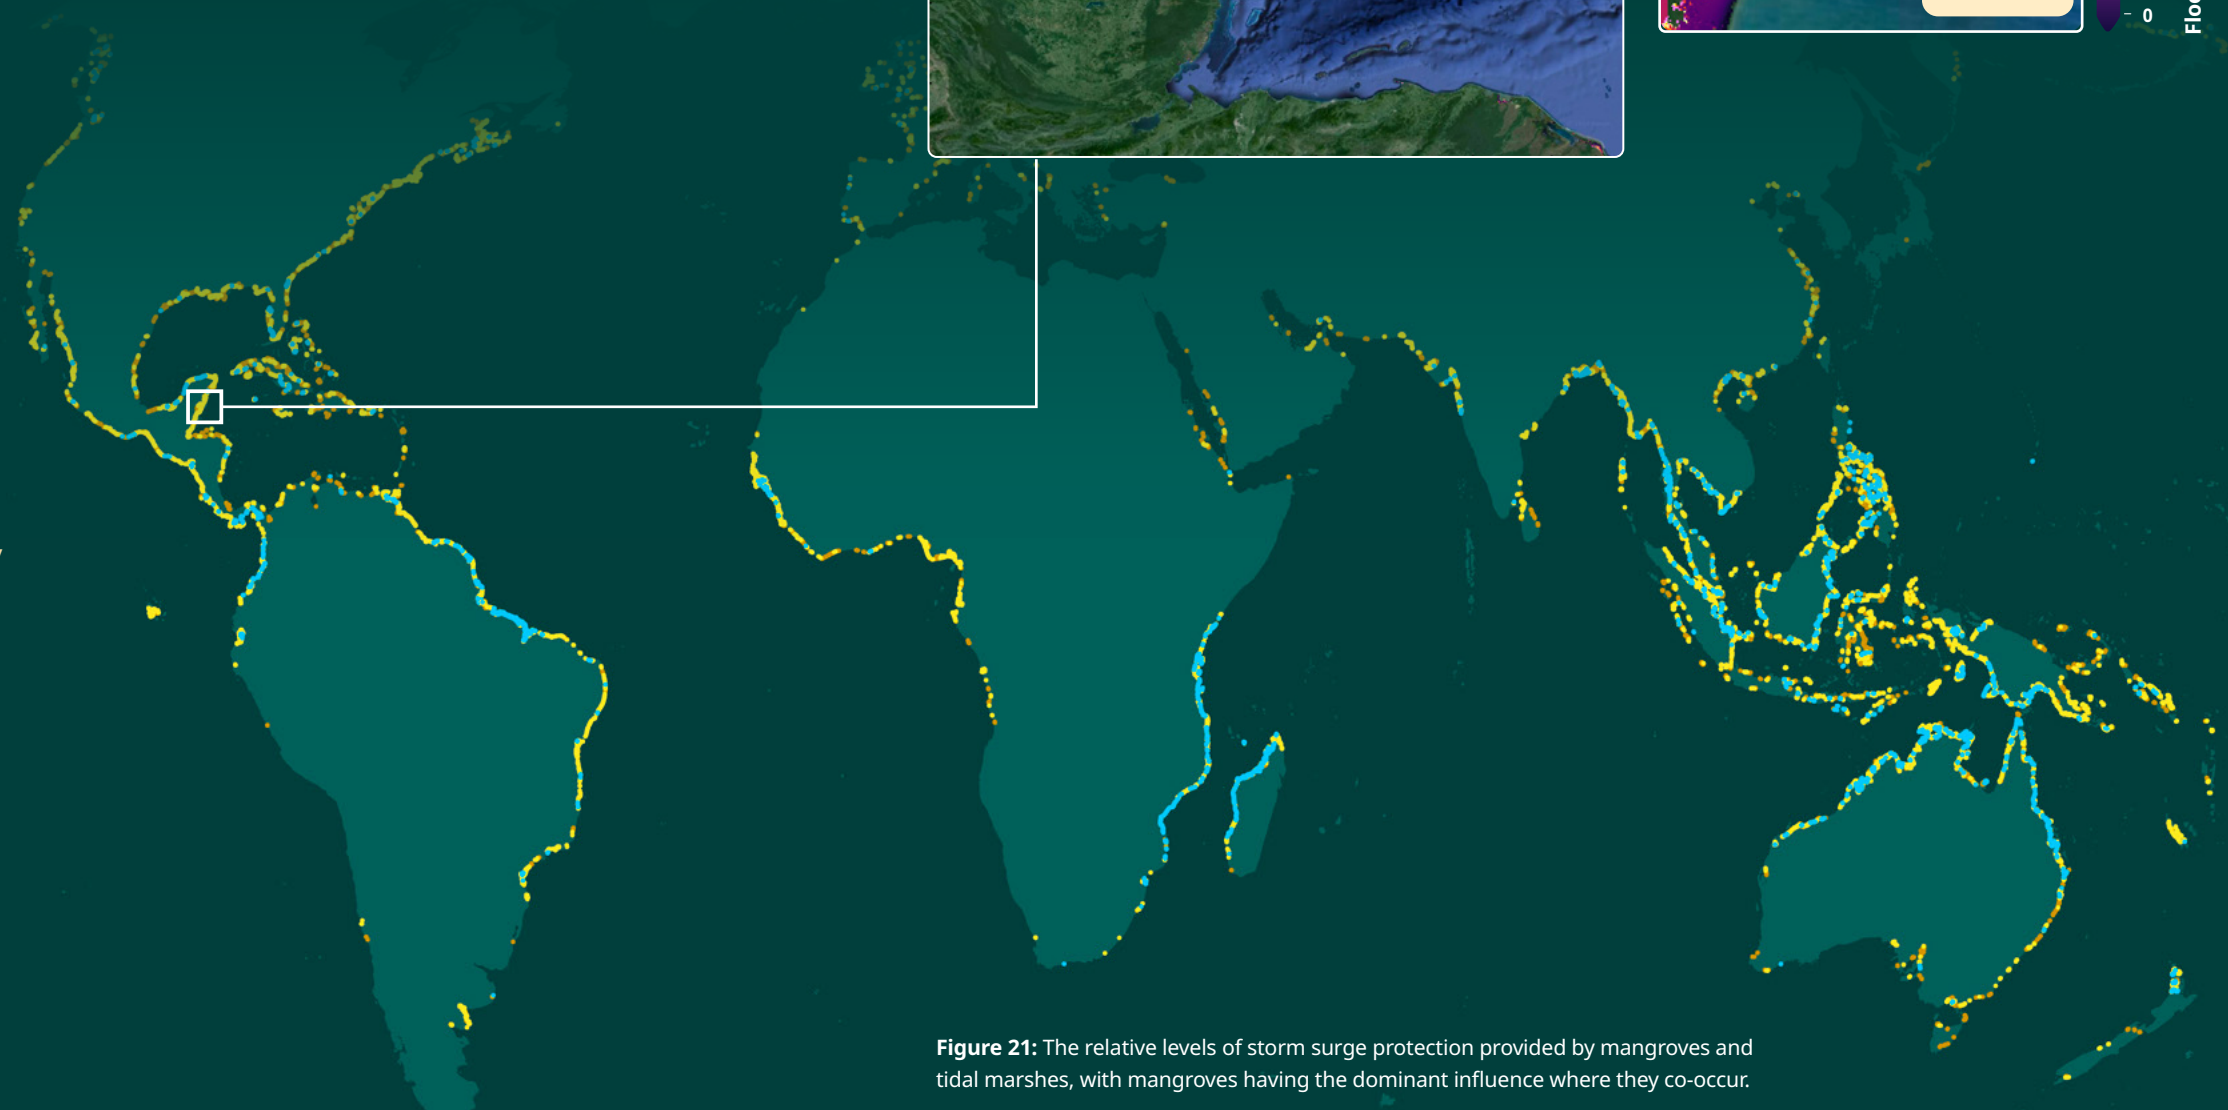 0
Figure 21: The relative levels of storm surge protection provided by mangroves and
tidal marshes, with mangroves having the dominant influence where they co-occur.